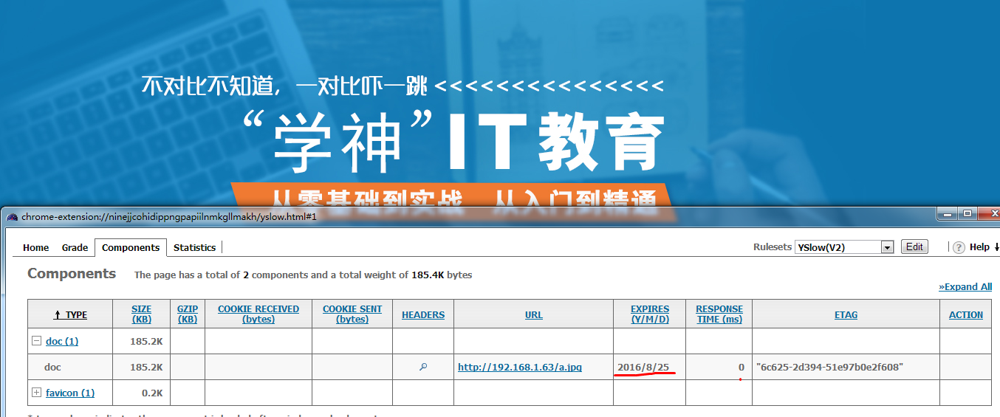 不对比不知道，一对比吓一跳 <<<<<<<<<<<<<<<
“学神”IT教育
从零基础到实战 从入门到精通
chrome-extension://ninejjcohidippngpapiilnmkgllmakh/yslow.html#1
Home Grade Components Statistics Rulesets YSlow(V2) Edit ? Help
Components The page has a total of 2 components and a total weight of 185.4K bytes
»Expand All
↑ TYPE SIZE (KB) GZIP (KB) COOKIE RECEIVED (bytes) COOKIE SENT (bytes) HEADERS URL EXPIRES (Y/M/D) RESPONSE TIME (ms) ETAG ACTION
doc (1) 185.2K
doc 185.2K http://192.168.1.63/a.jpg 2016/8/25 0 "6c625-2d394-51e97b0e2f608"
favicon (1) 0.2K